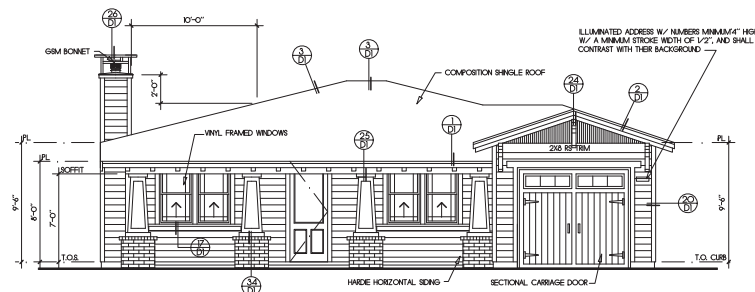 26
D1
10'-0"
GSM BONNET
2'-0"
3
D1
3
D1
COMPOSITION SHINGLE ROOF
ILLUMINATED ADDRESS W/ NUMBERS MINIMUM 4" HIGH
W/ A MINIMUM STROKE WIDTH OF 1/2", AND SHALL
CONTRAST WITH THEIR BACKGROUND
24
D1
2
D1
1
D1
25
D1
VINYL FRAMED WINDOWS
2X8 RS TRIM
PL
PL
SOFFIT
PL
9'-6"
8'-0"
7'-0"
9'-6"
20
D1
17
D1
34
D1
T.O.S.
T.O. CURB
HARDIE HORIZONTAL SIDING
SECTIONAL CARRIAGE DOOR